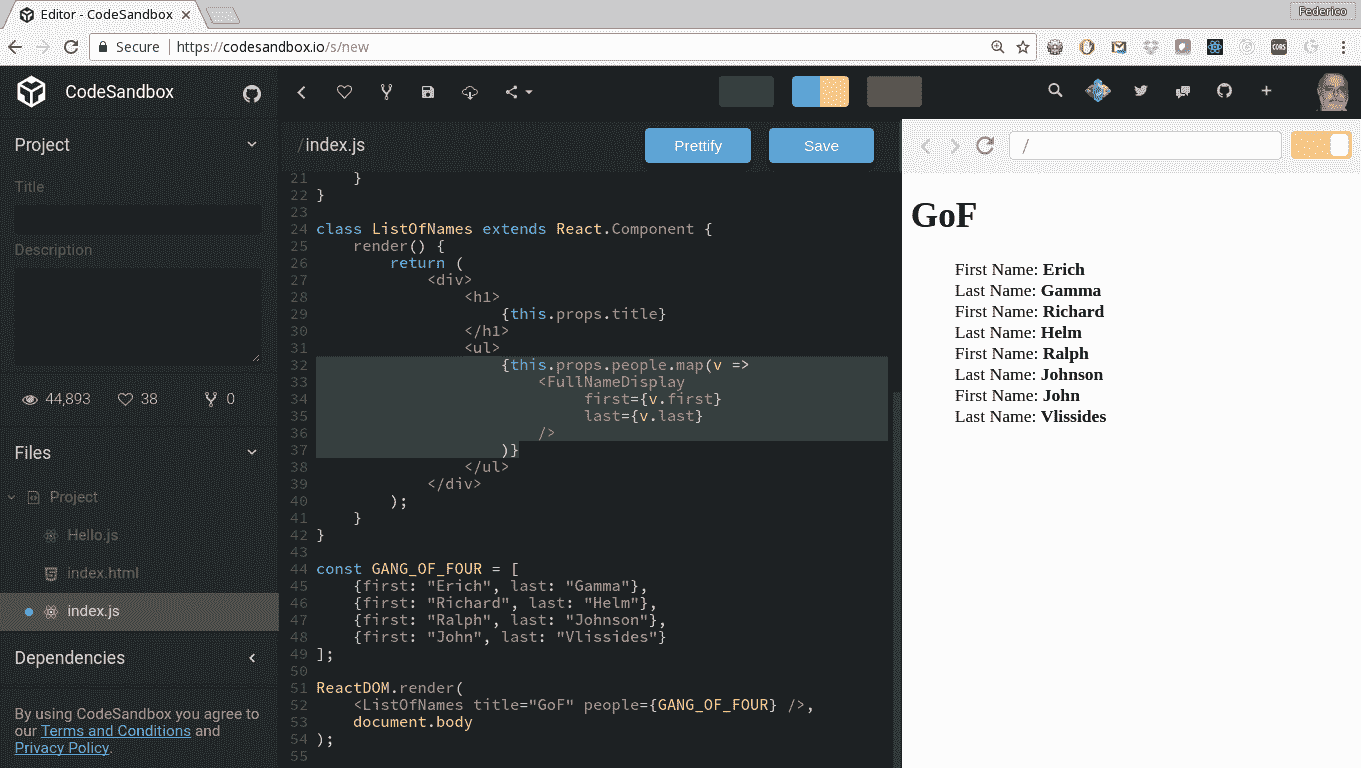 Editor - CodeSandbox
Federico
Secure
https://codesandbox.io/s/new
CORS
CodeSandbox
Project
Title
Description
44,893 38 0
Files
Project
Hello.js
index.html
index.js
Dependencies
By using CodeSandbox you agree to
our Terms and Conditions and
Privacy Policy.
/index.js
Prettify
Save
21 }
22 }
23
24 class ListOfNames extends React.Component {
25 render() {
26 return (
27 <div>
28 <h1>
29 {this.props.title}
30 </h1>
31 <ul>
32 {this.props.people.map(v =>
33 <FullNameDisplay
34 first={v.first}
35 last={v.last}
36 />
37 )}
38 </ul>
39 </div>
40 );
41 }
42 }
43
44 const GANG_OF_FOUR = [
45 {first: "Erich", last: "Gamma"},
46 {first: "Richard", last: "Helm"},
47 {first: "Ralph", last: "Johnson"},
48 {first: "John", last: "Vlissides"}
49 ];
50
51 ReactDOM.render(
52 <ListOfNames title="GoF" people={GANG_OF_FOUR} />,
53 document.body
54 );
55
/
GoF
First Name: Erich
Last Name: Gamma
First Name: Richard
Last Name: Helm
First Name: Ralph
Last Name: Johnson
First Name: John
Last Name: Vlissides